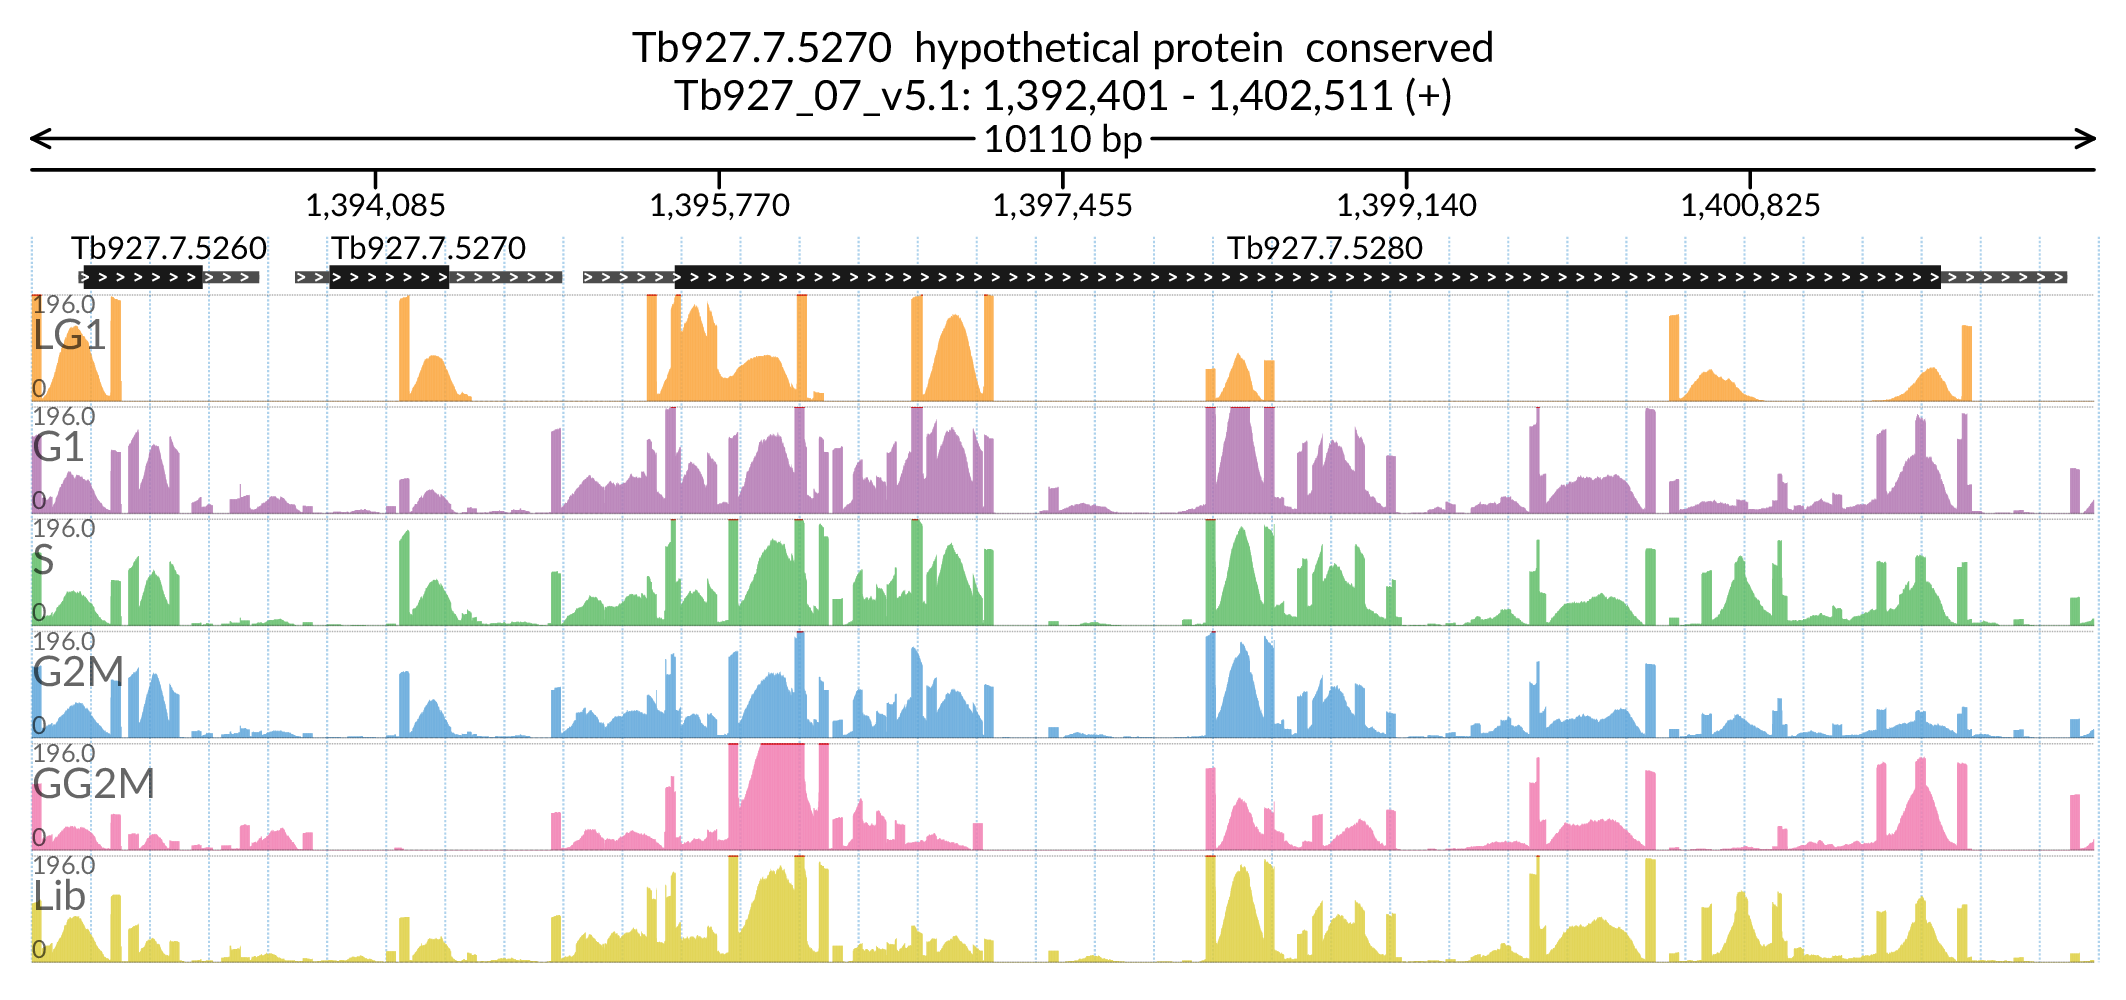 Tb927.7.5270  hypothetical protein  conserved
Tb927_07_v5.1: 1,392,401 - 1,402,511 (+)
10110 bp
1,394,085 1,395,770 1,397,455 1,399,140 1,400,825
Tb927.7.5260 Tb927.7.5270 Tb927.7.5280
196.0
LG1
0
196.0
G1
0
196.0
S
0
196.0
G2M
0
196.0
GG2M
0
196.0
Lib
0